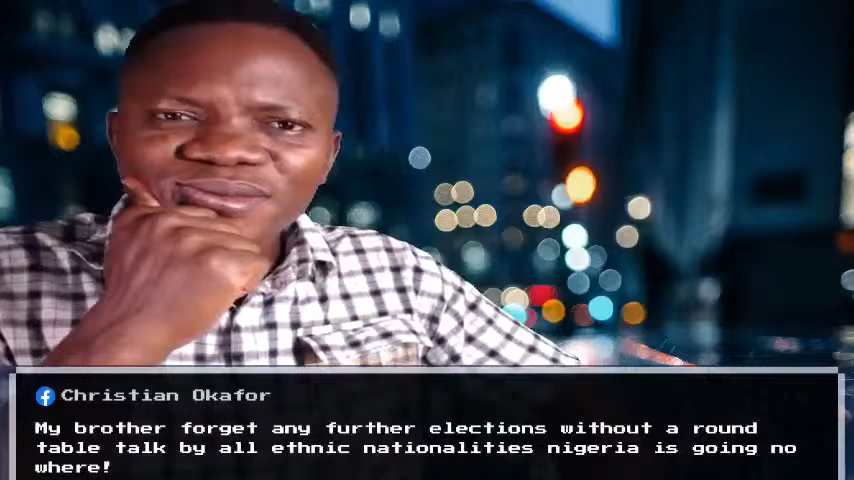 Christian Okafor
My brother forget any further elections without a round
table talk by all ethnic nationalities nigeria is going no
where!